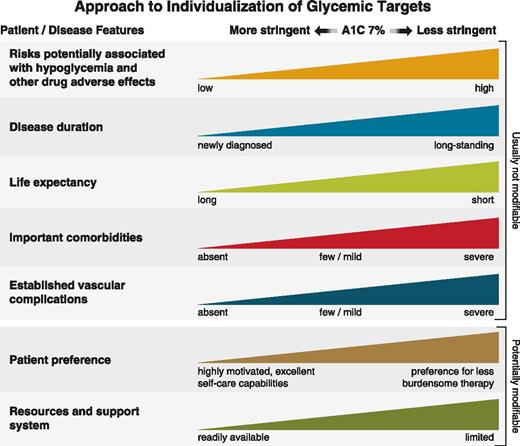 Approach to Individualization of Glycemic Targets
Patient / Disease Features
More stringent
A1C 7%
Less stringent
Risks potentially associated
with hypoglycemia and
other drug adverse effects
low
high
Disease duration
newly diagnosed
long-standing
Life expectancy
long
short
Important comorbidities
absent
few / mild
severe
Established vascular
complications
absent
few / mild
severe
Usually not modifiable
Patient preference
highly motivated, excellent
self-care capabilities
preference for less
burdensome therapy
Resources and support
system
readily available
limited
Potentially modifiable